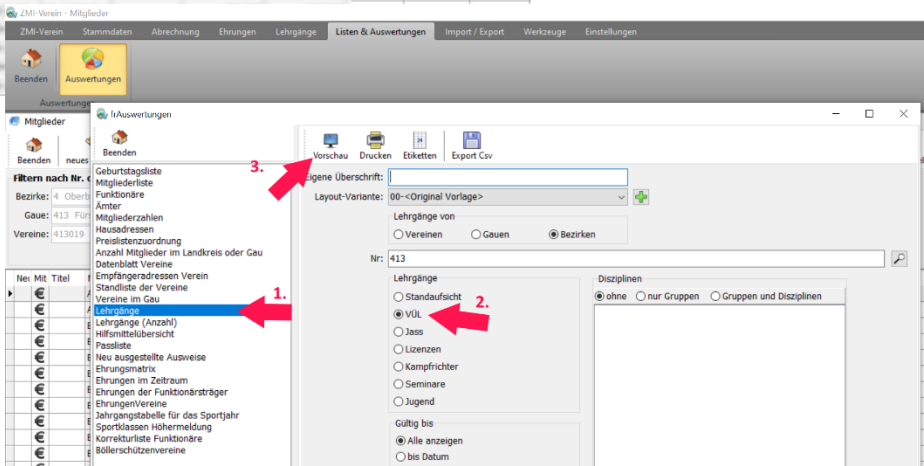 ZMI-Verein - Mitglieder
ZMI-Verein Stammdaten Abrechnung Ehrungen Lehrgänge Listen & Auswertungen Import / Export Werkzeuge Einstellungen
Beenden Auswertungen
Auswertungen
Mitglieder
Beenden neues
Filtern nach Nr.
Bezirke: 4 Oberb
Gaue: 413 Fürs
Vereine: 413019
Nei Mit Titel
frAuswertungen
Beenden
3.
Geburtstagsliste
Mitgliederliste
Funktionäre
Ämter
Mitgliederzahlen
Hausadressen
Preislistenzuordnung
Anzahl Mitglieder im Landkreis oder Gau
Datenblatt Vereine
Empfängeradressen Verein
Standliste der Vereine
Vereine im Gau
Lehrgänge
1.
Lehrgänge (Anzahl)
Hilfsmittelübersicht
Passliste
Neu ausgestellte Ausweise
Ehrungsmatrix
Ehrungen im Zeitraum
Ehrungen der Funktionärsträger
EhrungenVereine
Jahrgangstabelle für das Sportjahr
Sportklassen Höhermeldung
Korrekturliste Funktionäre
Böllerschützenvereine
Vorschau Drucken Etiketten Export Csv
Eigene Überschrift:
Layout-Variante: 00-<Original Vorlage>
Lehrgänge von
Vereinen Gauen Bezirken
Nr: 413
Lehrgänge
Standaufsicht
VÜL
2.
Jass
Lizenzen
Kampfrichter
Seminare
Jugend
Gültig bis
Alle anzeigen
bis Datum
Disziplinen
ohne nur Gruppen Gruppen und Disziplinen